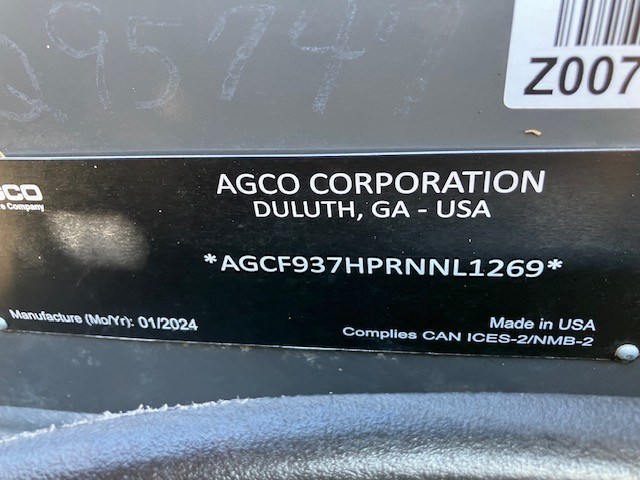 Z007
AGCO CORPORATION
DULUTH, GA - USA
*AGCF937HPRNNL1269*
Manufacture (Mo/Yr): 01/2024
Made in USA
Complies CAN ICES-2/NMB-2